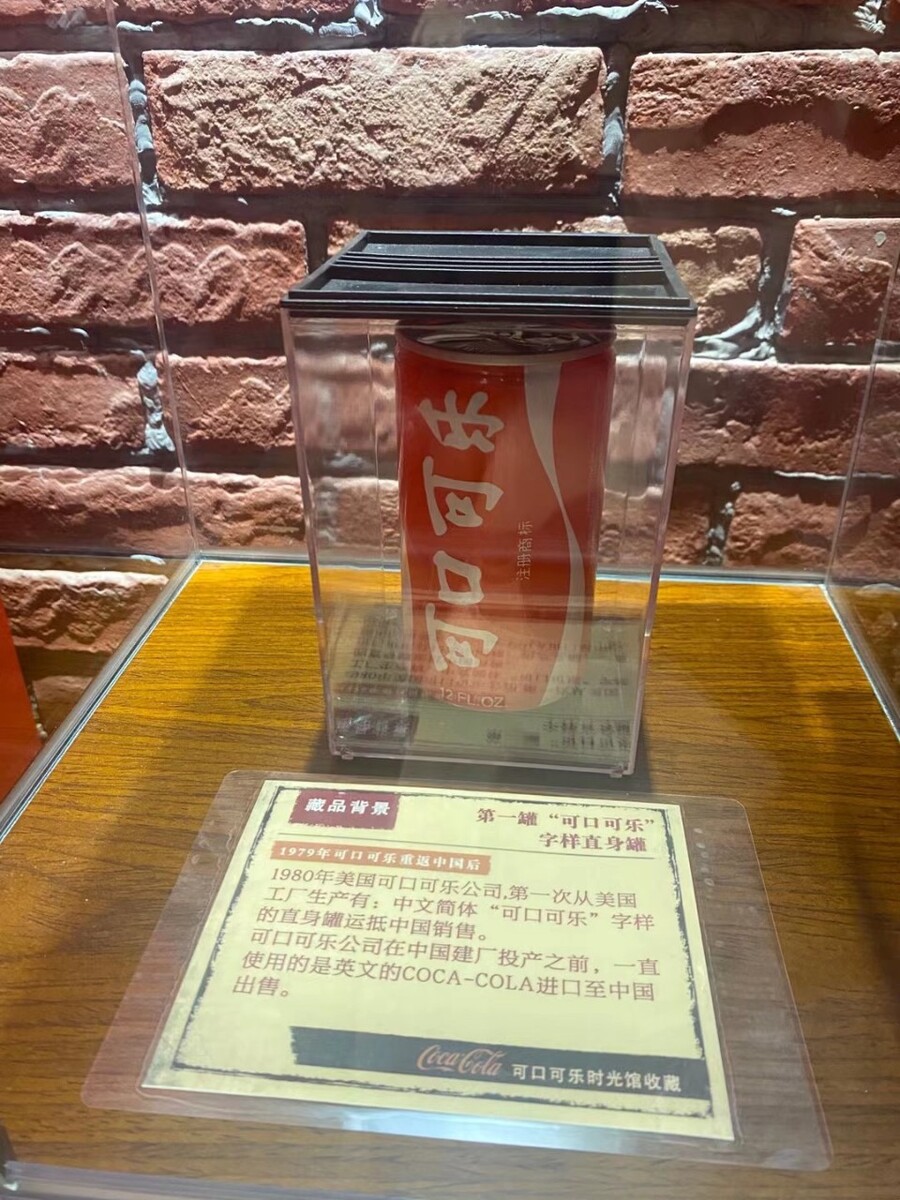 可口可乐
注册商标
12 FL. OZ
藏品背景
第一罐“可口可乐”
字样直身罐
1979年可口可乐重返中国后
1980年美国可口可乐公司,第一次从美国
工厂生产有：中文简体“可口可乐”字样
的直身罐运抵中国销售。
可口可乐公司在中国建厂投产之前，一直
使用的是英文的COCA-COLA进口至中国
出售。
Coca-Cola 可口可乐时光馆收藏